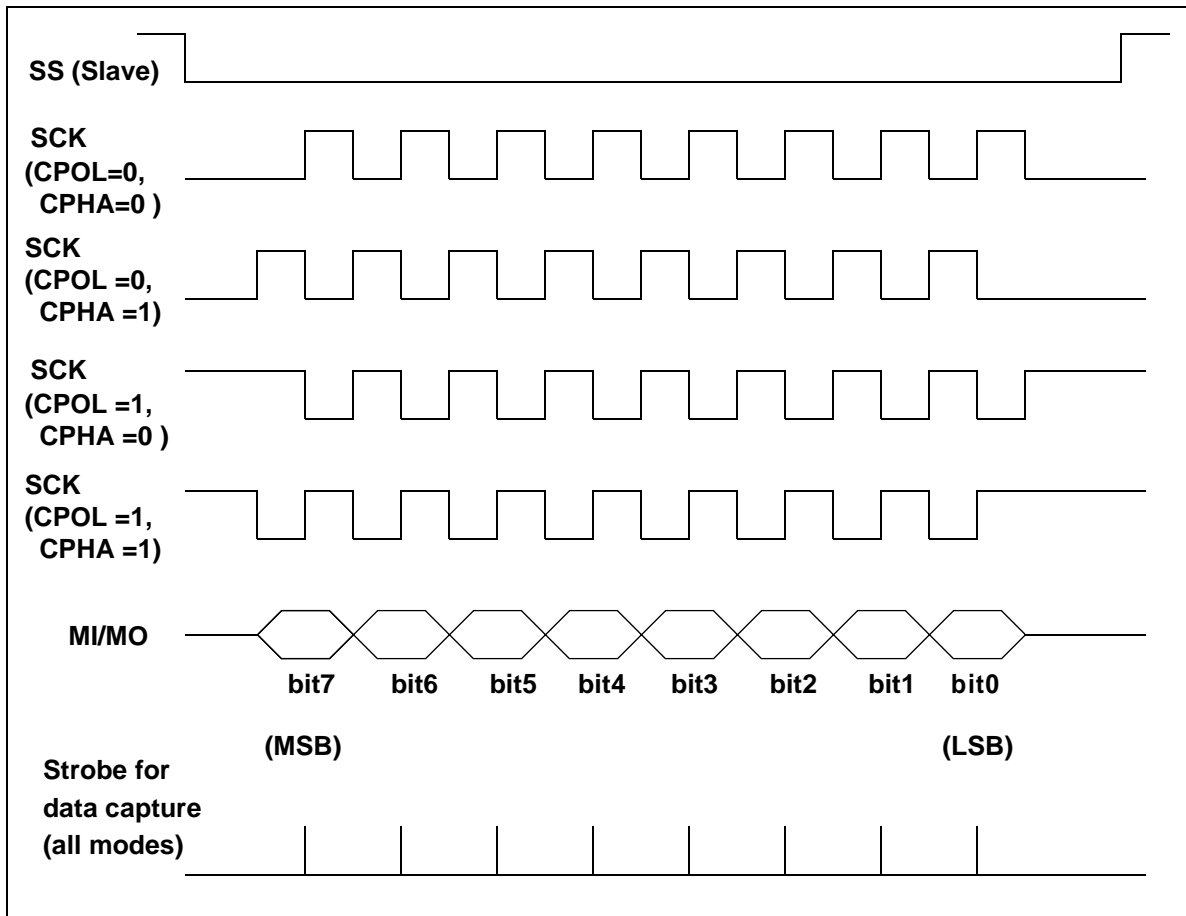 SS (Slave)
SCK
(CPOL=0,
CPHA=0 )
SCK
(CPOL =0,
CPHA =1)
SCK
(CPOL =1,
CPHA =0 )
SCK
(CPOL =1,
CPHA =1)
MI/MO
bit7 bit6 bit5 bit4 bit3 bit2 bit1 bit0
(MSB) (LSB)
Strobe for
data capture
(all modes)